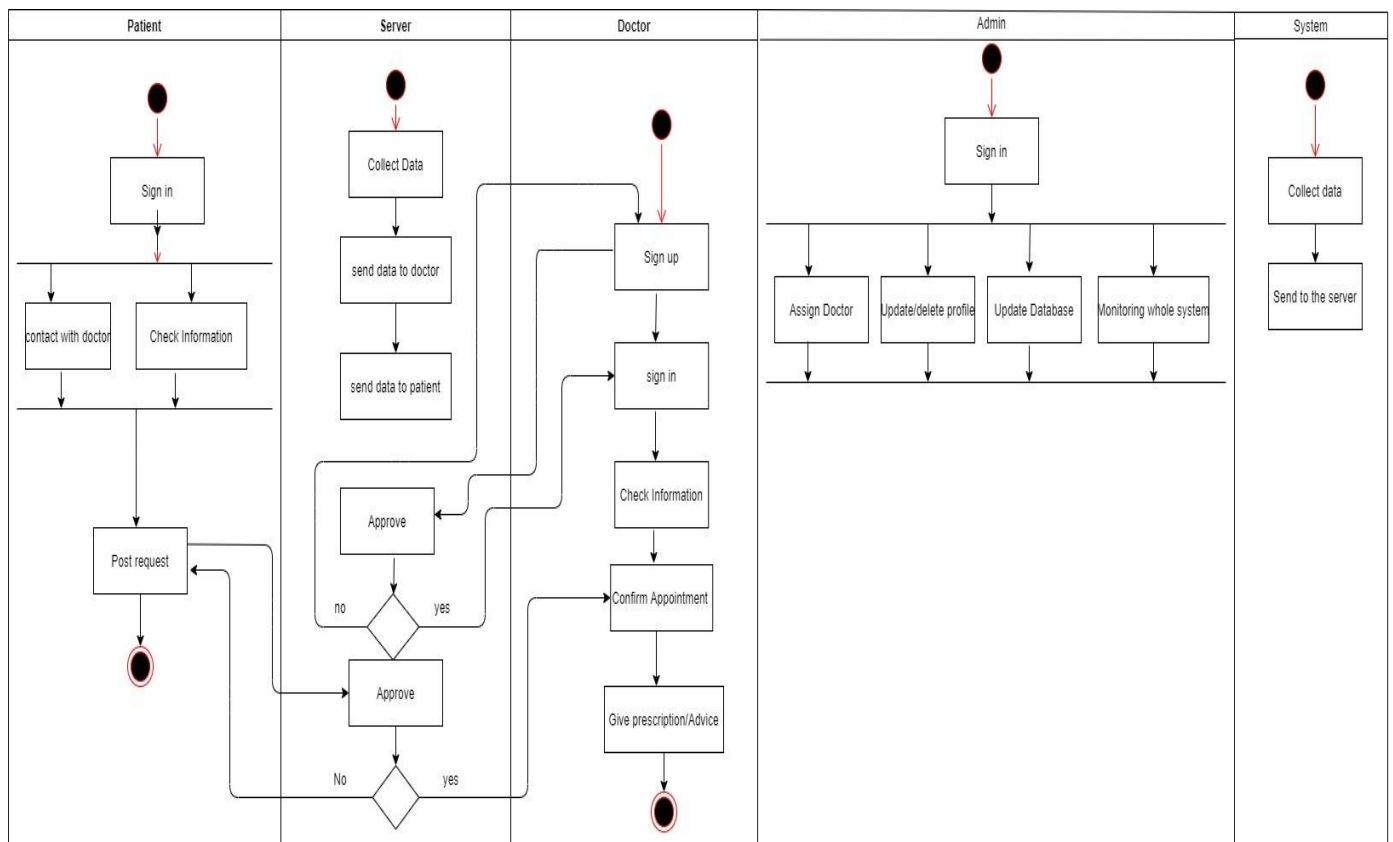 Patient
Server
Doctor
Admin
System
Sign in
contact with doctor
Check Information
Post request
Collect Data
send data to doctor
send data to patient
Approve
no
yes
Approve
No
yes
Sign up
sign in
Check Information
Confirm Appointment
Give prescription/Advice
Sign in
Assign Doctor
Update/delete profile
Update Database
Monitoring whole system
Collect data
Send to the server